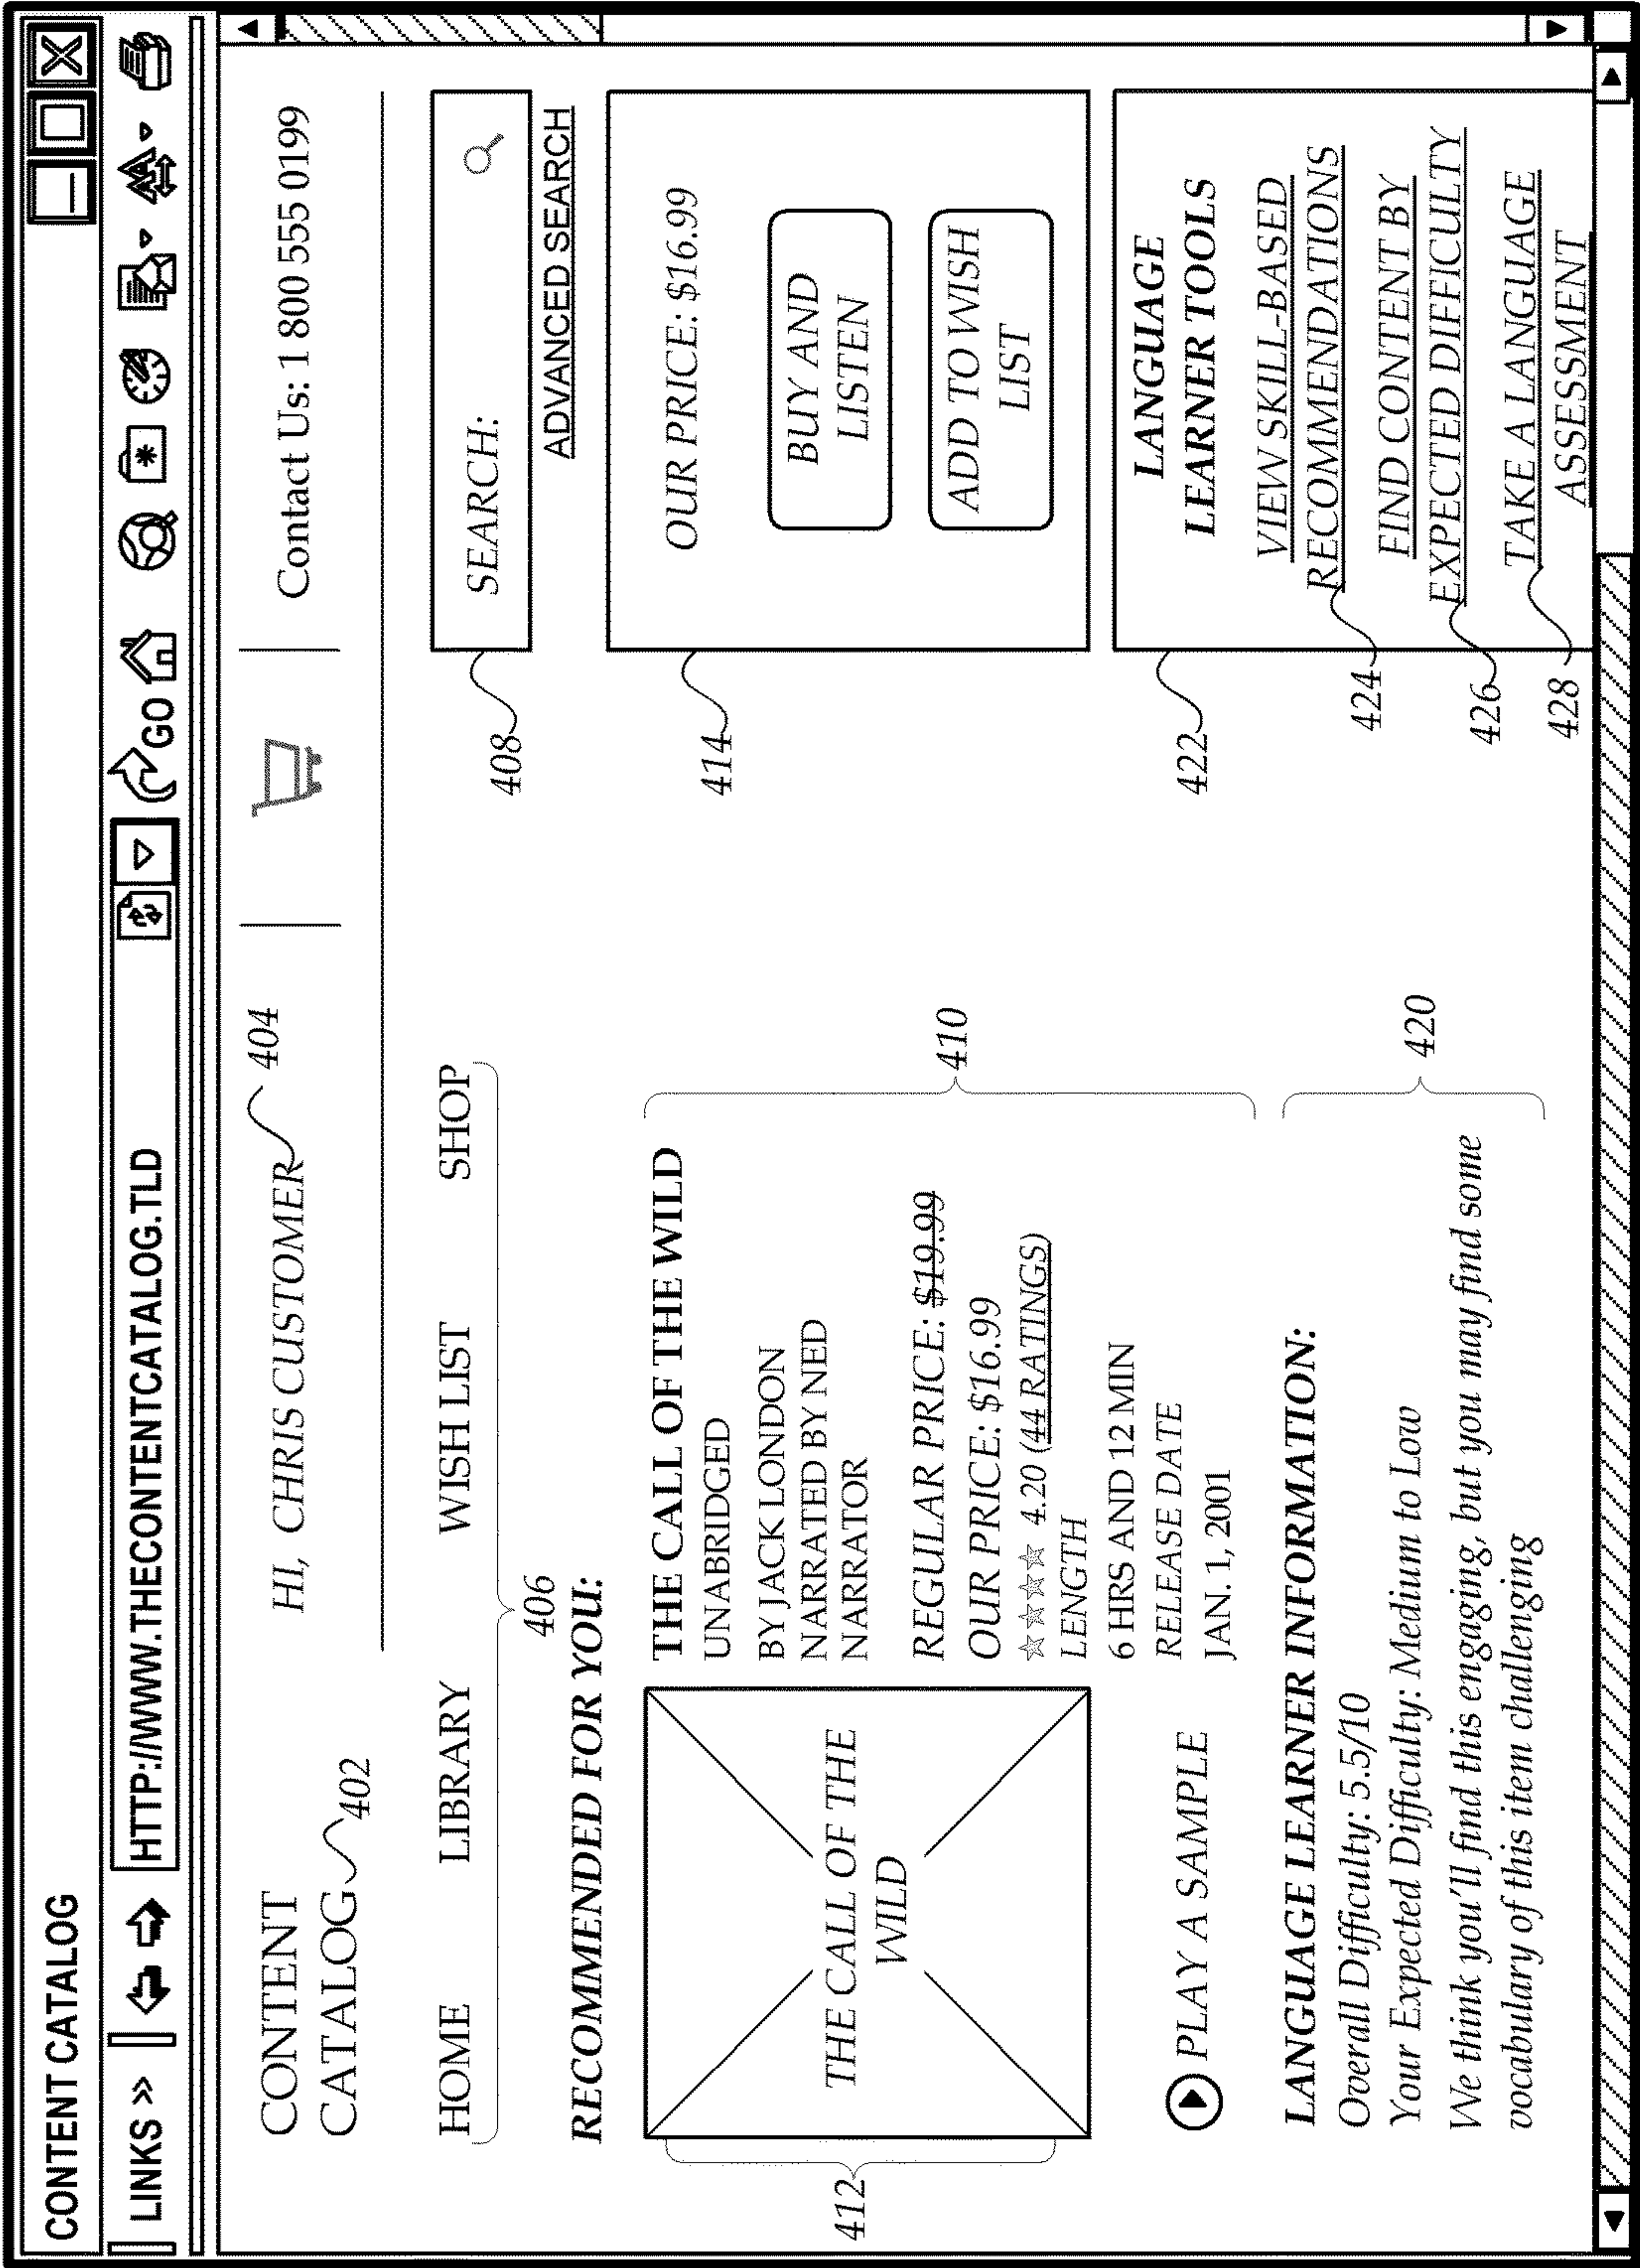 CONTENT CATALOG
LINKS >>
HTTP://WWW.THECONTENTCATALOG.TLD
GO
CONTENT
CATALOG
402
HI, CHRIS CUSTOMER
404
Contact Us: 1 800 555 0199
HOME
LIBRARY
WISH LIST
SHOP
406
SEARCH:
408
ADVANCED SEARCH
RECOMMENDED FOR YOU:
THE CALL OF THE
WILD
412
PLAY A SAMPLE
THE CALL OF THE WILD
UNABRIDGED
BY JACK LONDON
NARRATED BY NED
NARRATOR
REGULAR PRICE: $19.99
OUR PRICE: $16.99
4.20 (44 RATINGS)
LENGTH
6 HRS AND 12 MIN
RELEASE DATE
JAN. 1, 2001
410
OUR PRICE: $16.99
BUY AND
LISTEN
ADD TO WISH
LIST
414
LANGUAGE LEARNER INFORMATION:
Overall Difficulty: 5.5/10
Your Expected Difficulty: Medium to Low
We think you'll find this engaging, but you may find some
vocabulary of this item challenging
420
LANGUAGE
LEARNER TOOLS
VIEW SKILL-BASED
RECOMMENDATIONS
FIND CONTENT BY
EXPECTED DIFFICULTY
TAKE A LANGUAGE
ASSESSMENT
422
424
426
428